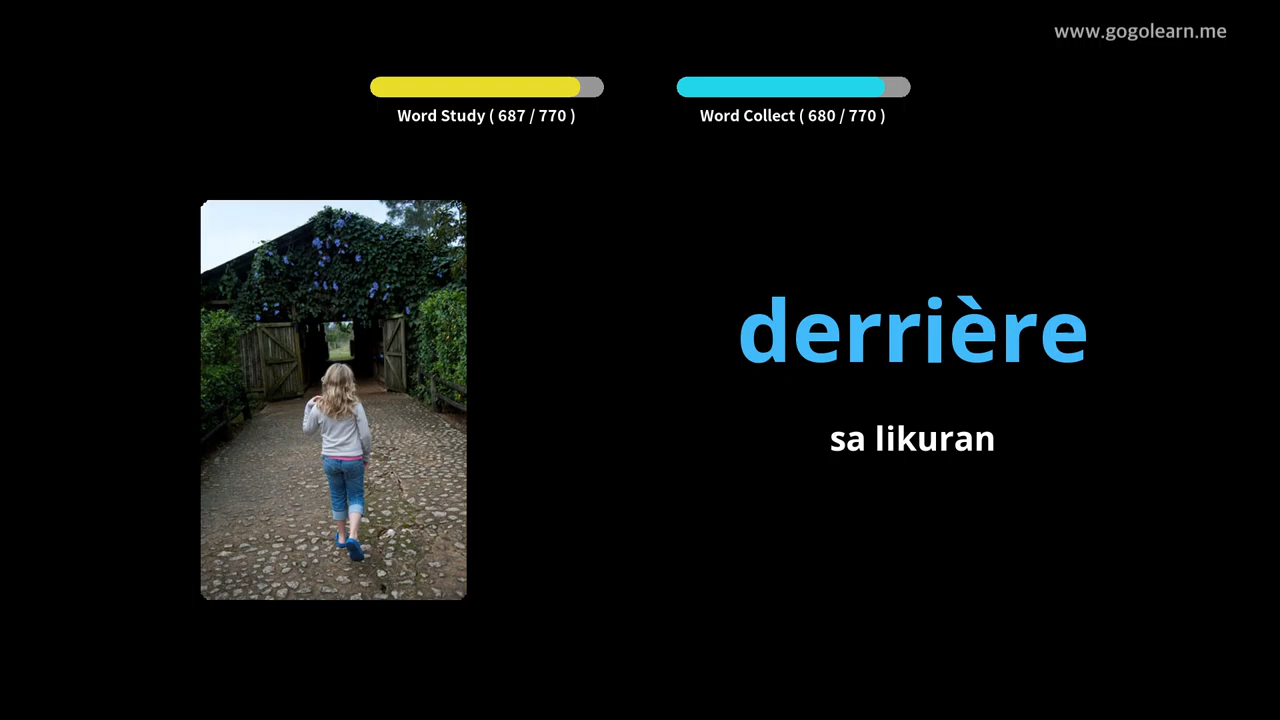 www.gogolearn.me
Word Study ( 687 / 770 )
Word Collect ( 680 / 770 )
derrière
sa likuran